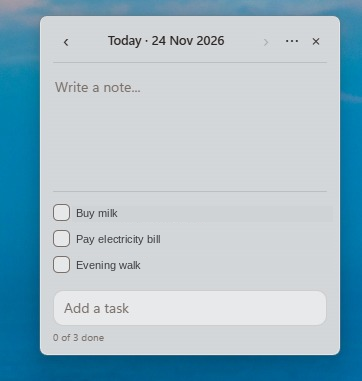 Today · 24 Nov 2026
Write a note...
Buy milk
Pay electricity bill
Evening walk
Add a task
0 of 3 done